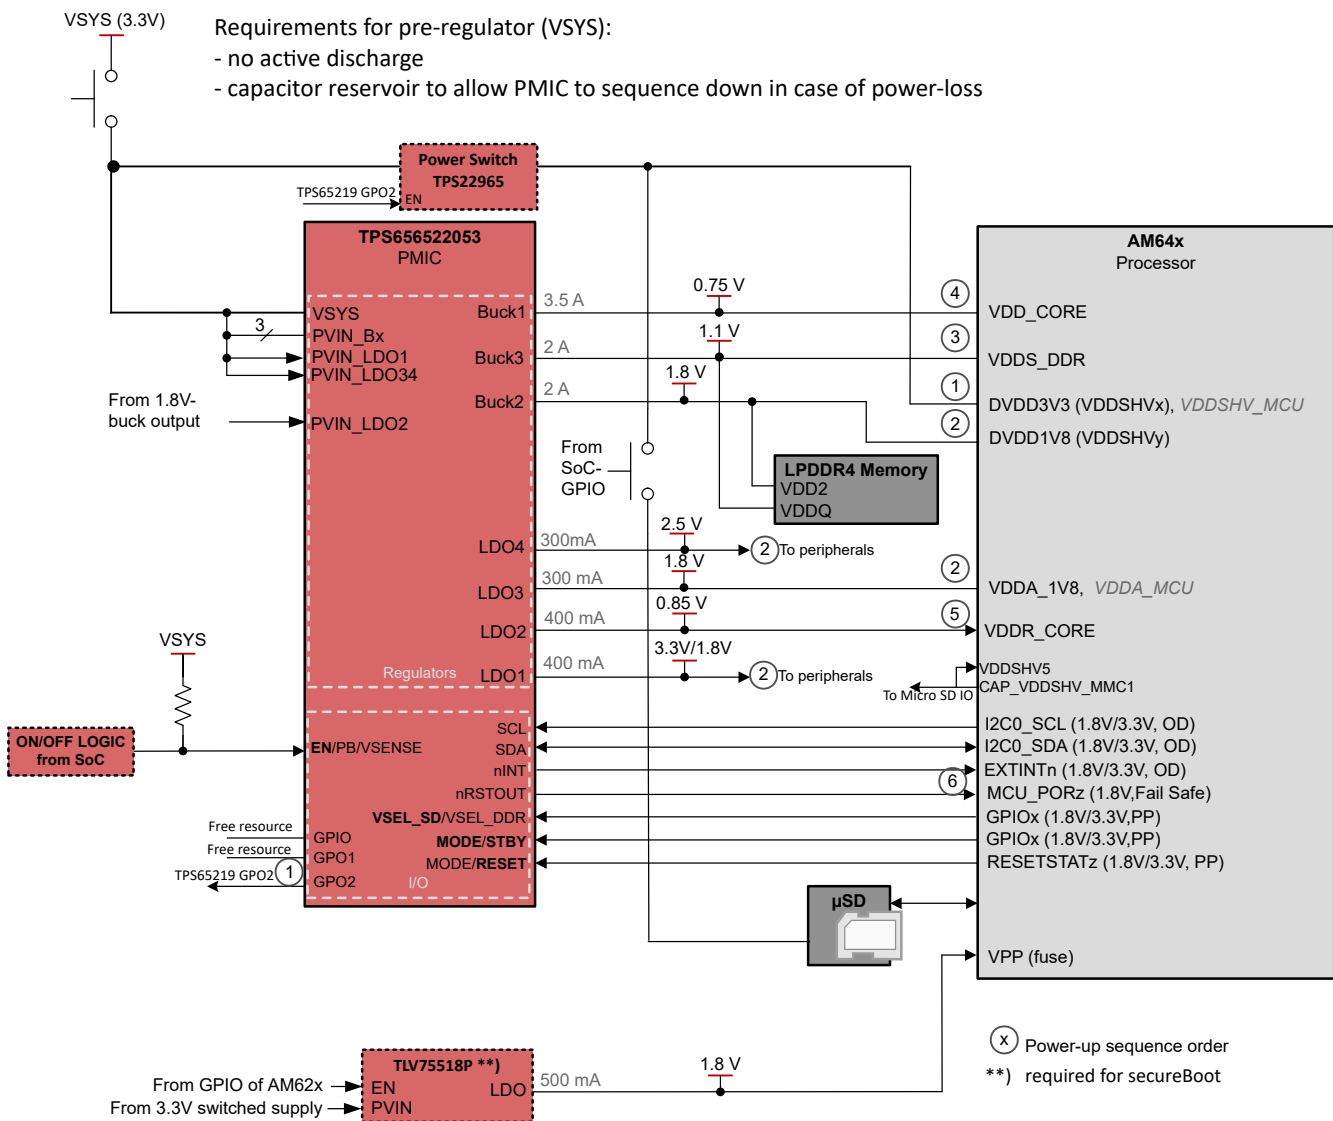 VSYS (3.3V)
Requirements for pre-regulator (VSYS):
- no active discharge
- capacitor reservoir to allow PMIC to sequence down in case of power-loss
Power Switch
TPS22965
TPS65219 GPO2
EN
TPS656522053
PMIC
AM64x
Processor
VSYS
3
PVIN_Bx
PVIN_LDO1
PVIN_LDO34
From 1.8V-
buck output
PVIN_LDO2
Buck1
3.5 A
0.75 V
4
VDD_CORE
Buck3
2 A
1.1 V
3
VDDS_DDR
Buck2
2 A
1.8 V
1
DVDD3V3 (VDDSHVx), VDDSHV_MCU
2
DVDD1V8 (VDDSHVy)
From
SoC-
GPIO
LPDDR4 Memory
VDD2
VDDQ
LDO4
300mA
2.5 V
2
To peripherals
LDO3
300 mA
1.8 V
2
VDDA_1V8, VDDA_MCU
LDO2
400 mA
0.85 V
5
VDDR_CORE
Regulators
LDO1
400 mA
3.3V/1.8V
2
To peripherals
VDDSHV5
To Micro SD IO
CAP_VDDSHV_MMC1
VSYS
ON/OFF LOGIC
from SoC
EN/PB/VSENSE
SCL
I2C0_SCL (1.8V/3.3V, OD)
SDA
I2C0_SDA (1.8V/3.3V, OD)
nINT
EXTINTn (1.8V/3.3V, OD)
nRSTOUT
6
MCU_PORz (1.8V,Fail Safe)
VSEL_SD/VSEL_DDR
GPIOx (1.8V/3.3V,PP)
MODE/STBY
GPIOx (1.8V/3.3V,PP)
MODE/RESET
RESETSTATz (1.8V/3.3V, PP)
Free resource
GPIO
Free resource
GPO1
TPS65219 GPO2
1
GPO2
I/O
µSD
VPP (fuse)
TLV75518P **)
From GPIO of AM62x
EN
LDO
500 mA
1.8 V
From 3.3V switched supply
PVIN
x
Power-up sequence order
**) required for secureBoot